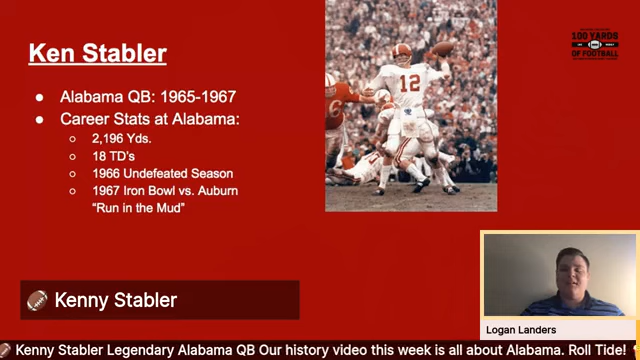 Ken Stabler
100 YARDS
OF FOOTBALL
12
● Alabama QB: 1965-1967
● Career Stats at Alabama:
○ 2,196 Yds.
○ 18 TD's
○ 1966 Undefeated Season
○ 1967 Iron Bowl vs. Auburn
"Run in the Mud"
🏈 Kenny Stabler
Logan Landers
🏈 Kenny Stabler Legendary Alabama QB Our history video this week is all about Alabama. Roll Tide!